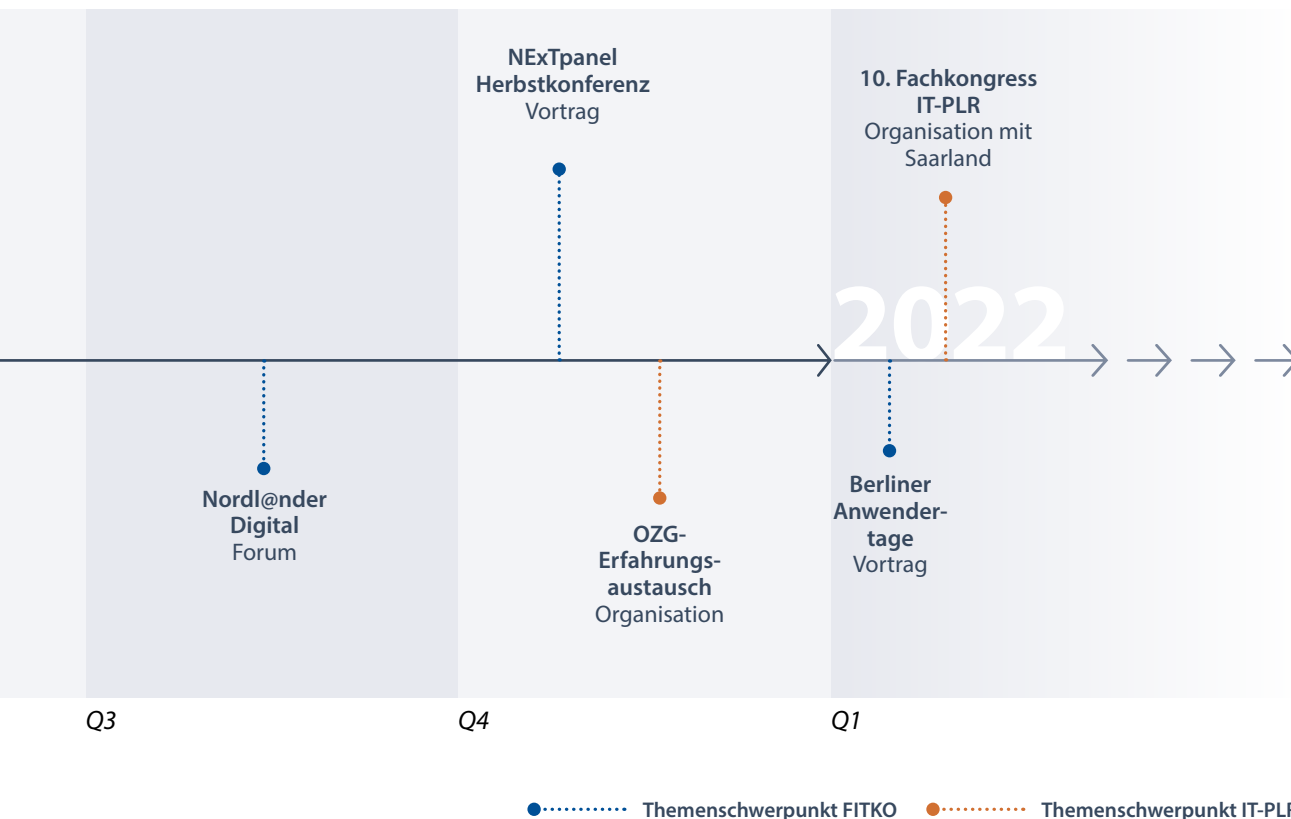 NExTpanel
Herbstkonferenz
Vortrag
10. Fachkongress
IT-PLR
Organisation mit
Saarland
2022
Nordl@nder
Digital
Forum
OZG-
Erfahrungs-
austausch
Organisation
Berliner
Anwender-
tage
Vortrag
Q3
Q4
Q1
Themenschwerpunkt FITKO
Themenschwerpunkt IT-PLR